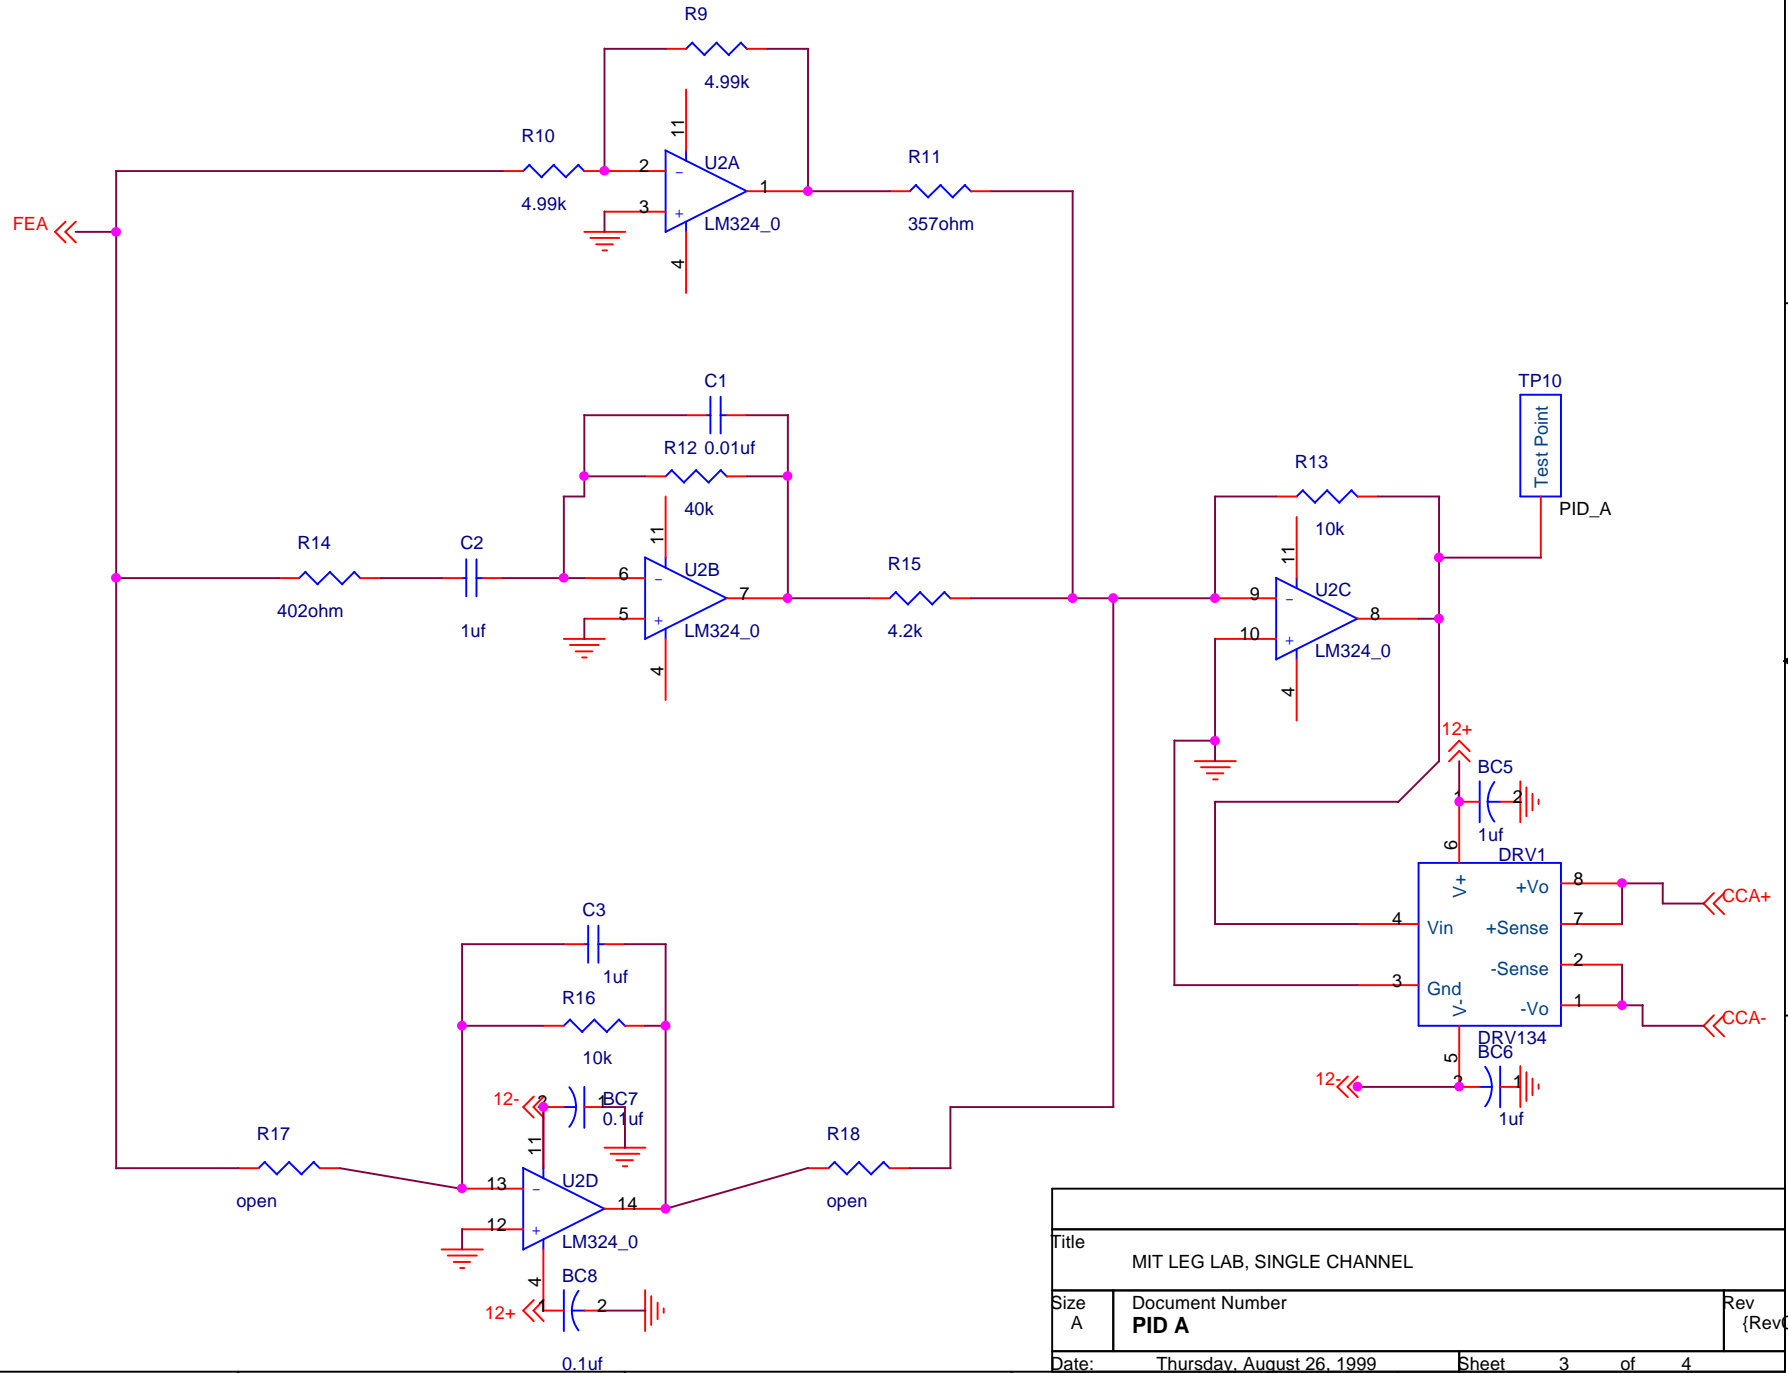 R9
4.99k
11
R10
2
U2A
−
1
R11
4.99k
3
+
LM324_0
357ohm
FEA
4
C1
TP10
Test Point
R12 0.01uf
R13
40k
10k
PID_A
11
11
R14
C2
6
U2B
−
7
R15
9
U2C
−
8
402ohm
1uf
5
+
LM324_0
4.2k
10
+
LM324_0
4
4
12+
BC5
1
2
1uf
6
DRV1
V+
+Vo
8
CCA+
4
Vin
+Sense
7
C3
1uf
-Sense
2
3
Gnd
V-
-Vo
1
CCA-
R16
10k
DRV134
5
BC6
12-
2
1
1uf
12-
2
1
BC7
0.1uf
11
R17
R18
open
13
U2D
−
14
open
12
+
LM324_0
4
BC8
12+
1
2
0.1uf
Title
MIT LEG LAB, SINGLE CHANNEL
Size
A
Document Number
PID A
Rev
{Rev
Date:
Thursday, August 26, 1999
Sheet
3
of
4